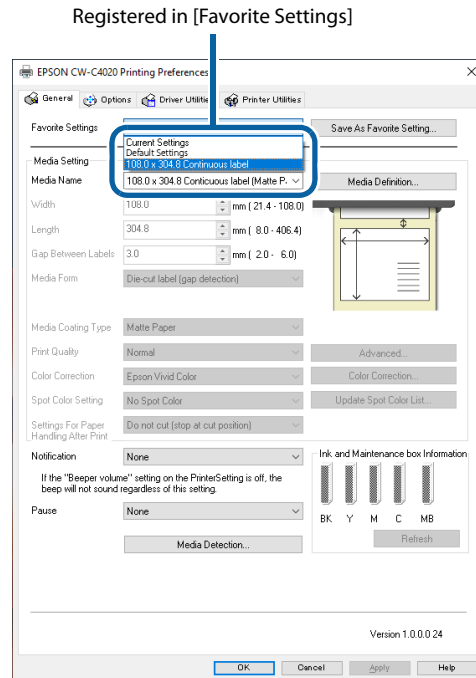 Registered in [Favorite Settings]
EPSON CW-C4020 Printing Preferences
General Options Driver Utilities Printer Utilities
Favorite Settings Save As Favorite Setting...
Current Settings
Default Settings
108.0 x 304.8 Continuous label
Media Setting
Media Name 108.0 x 304.8 Conticuous label (Matte P. Media Definition...
Width 108.0 mm ( 21.4 - 108.0)
Length 304.8 mm ( 8.0 - 406.4)
Gap Between Labels 3.0 mm ( 2.0 - 6.0)
Media Form Die-cut label (gap detection)
Media Coating Type Matte Paper
Print Quality Normal Advanced...
Color Correction Epson Vivid Color Color Correction...
Spot Color Setting No Spot Color Update Spot Color List...
Settings For Paper Do not cut (stop at cut position)
Handling After Print
Notification None Ink and Maintenance box Information
If the "Beeper volume" setting on the PrinterSetting is off, the
beep will not sound regardless of this setting.
Pause None
BK Y M C MB
Refresh
Media Detection...
Version 1.0.0.0 24
OK Cancel Apply Help